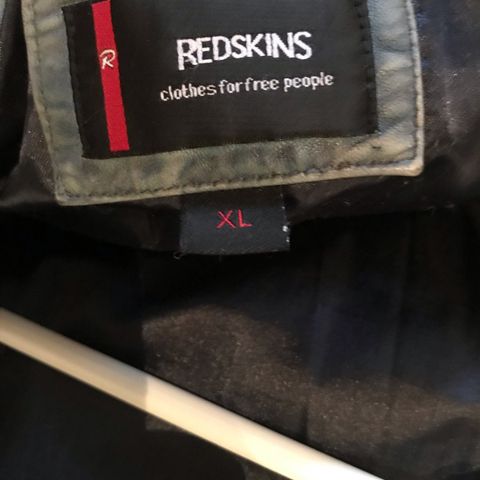 R
REDSKINS
clothes for free people
XL